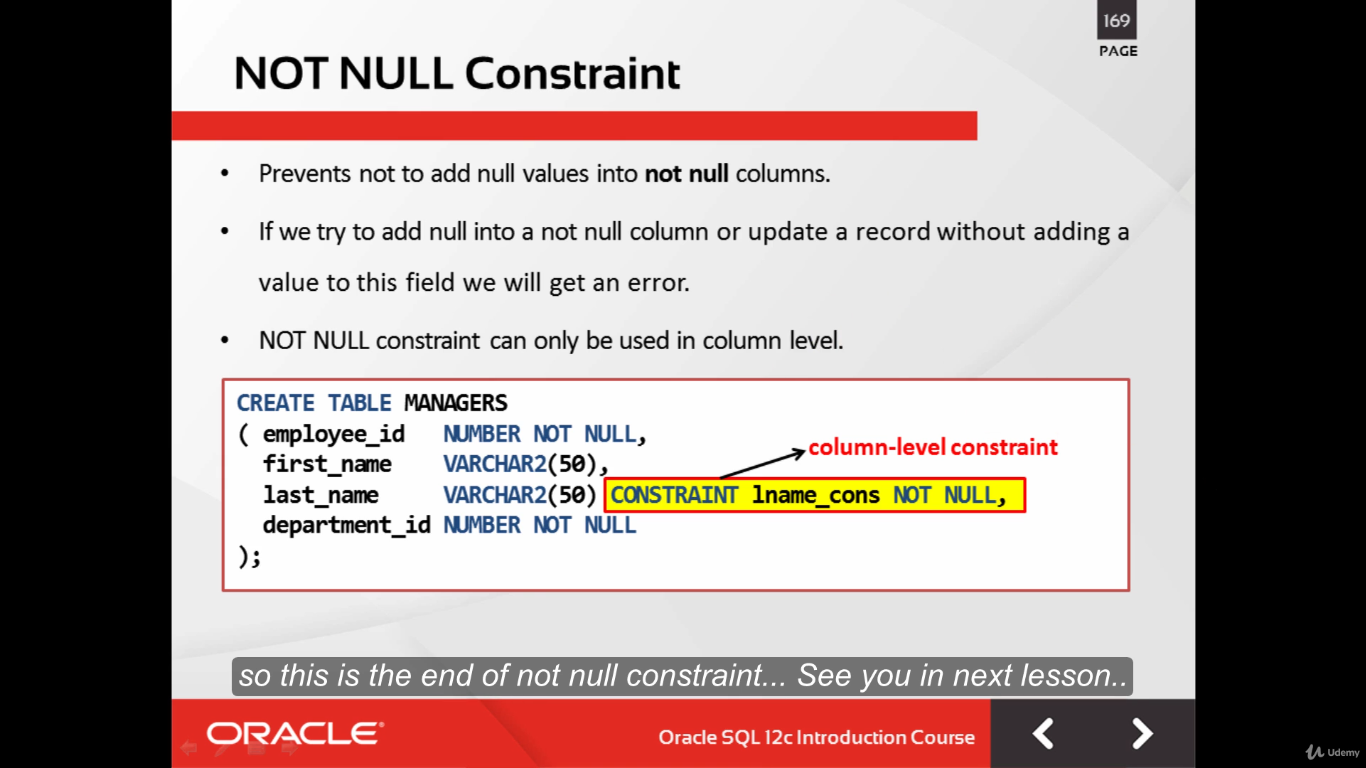 169
PAGE
NOT NULL Constraint
• Prevents not to add null values into not null columns.
• If we try to add null into a not null column or update a record without adding a
value to this field we will get an error.
• NOT NULL constraint can only be used in column level.
CREATE TABLE MANAGERS
( employee_id NUMBER NOT NULL,
column-level constraint
first_name VARCHAR2(50),
last_name VARCHAR2(50) CONSTRAINT lname_cons NOT NULL,
department_id NUMBER NOT NULL
);
so this is the end of not null constraint... See you in next lesson..
ORACLE®
Oracle SQL 12c Introduction Course
Udemy